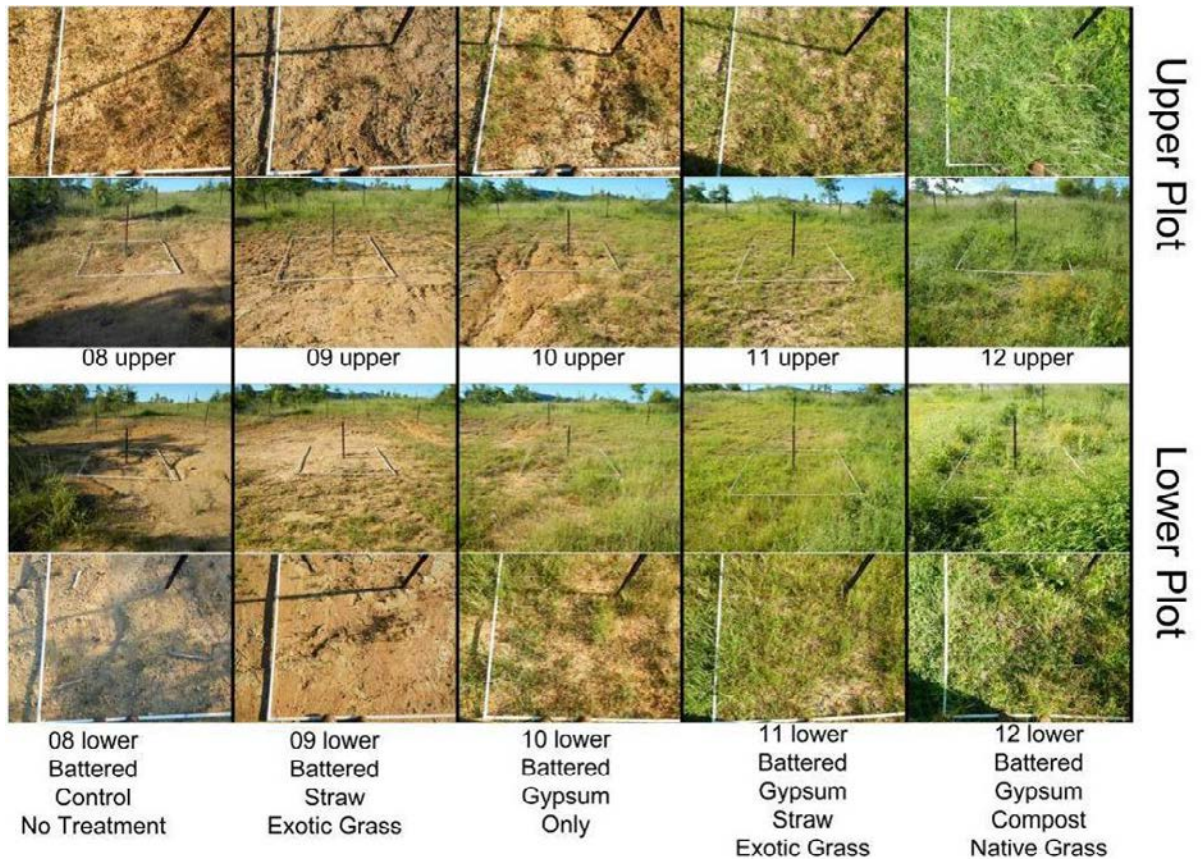 Upper Plot
08 upper
09 upper
10 upper
11 upper
12 upper
Lower Plot
08 lower
Battered
Control
No Treatment
09 lower
Battered
Straw
Exotic Grass
10 lower
Battered
Gypsum
Only
11 lower
Battered
Gypsum
Straw
Exotic Grass
12 lower
Battered
Gypsum
Compost
Native Grass